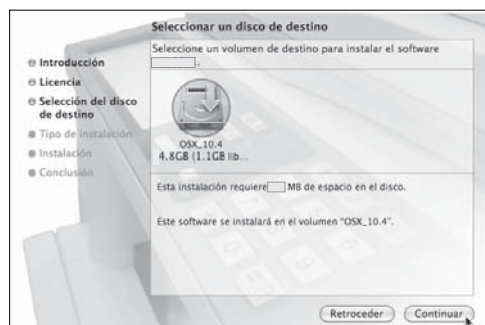 Seleccionar un disco de destino
Seleccione un volumen de destino para instalar el software
.
Introducción
Licencia
Selección del disco
de destino
Tipo de instalación
Instalación
Conclusión
OSX_10.4
4.8GB (1.1GB lib...
Esta instalación requiere MB de espacio en el disco.
Este software se instalará en el volumen "OSX_10.4".
Retroceder
Continuar